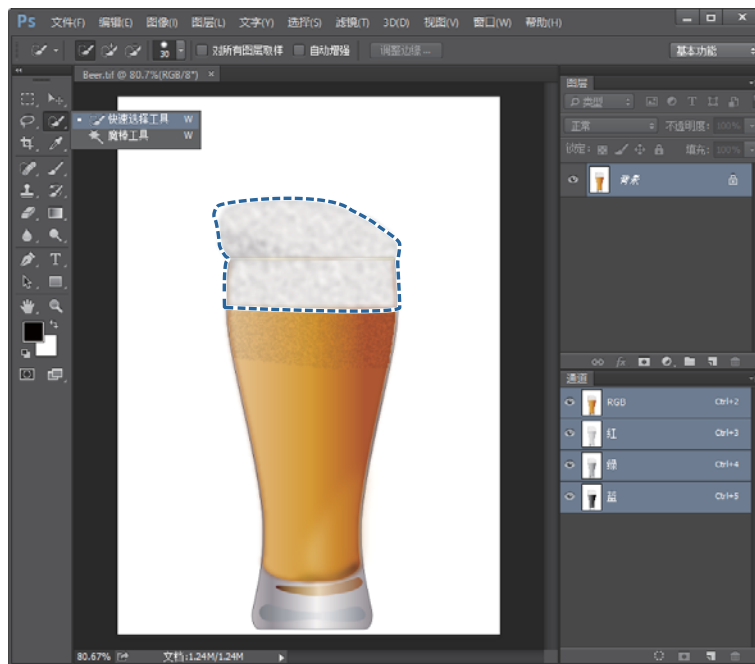 Ps 文件(F) 编辑(E) 图像(I) 图层(L) 文字(Y) 选择(S) 滤镜(T) 3D(D) 视图(V) 窗口(W) 帮助(H)
30 对所有图层取样 自动增强 调整边缘... 基本功能
Beer.tif @ 80.7%(RGB/8*) ×
快速选择工具 W
魔棒工具 W
图层
类型
正常 不透明度: 100%
锁定: 填充: 100%
背景
fx
通道
RGB Ctrl+2
红 Ctrl+3
绿 Ctrl+4
蓝 Ctrl+5
80.67% 文档:1.24M/1.24M